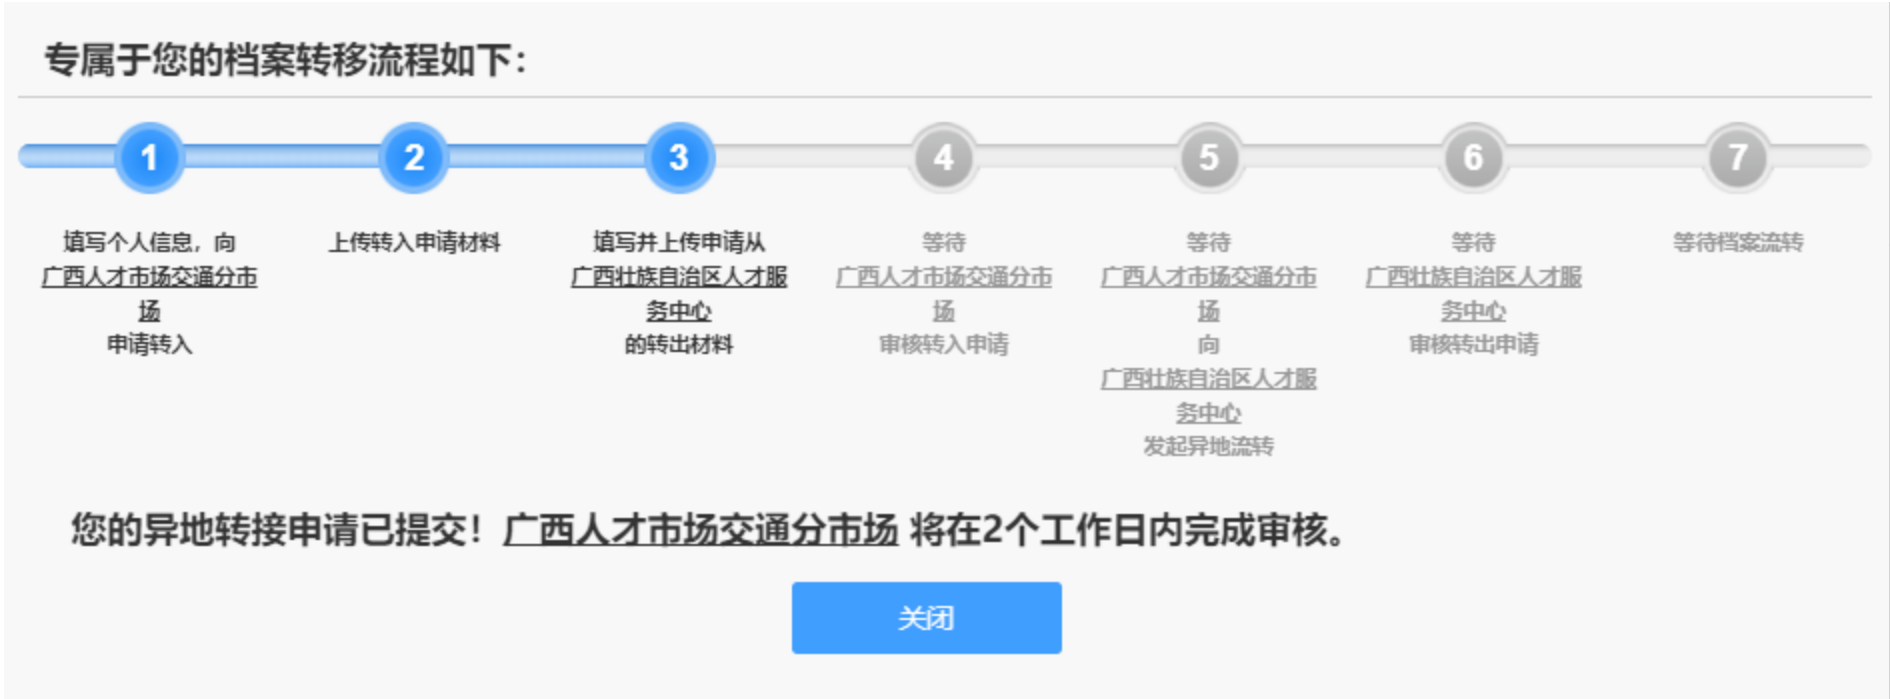 专属于您的档案转移流程如下：
1
2
3
4
5
6
7
填写个人信息，向
广西人才市场交通分市
场
申请转入
上传转入申请材料
填写并上传申请从
广西壮族自治区人才服
务中心
的转出材料
等待
广西人才市场交通分市
场
审核转入申请
等待
广西人才市场交通分市
场
向
广西壮族自治区人才服
务中心
发起异地流转
等待
广西壮族自治区人才服
务中心
审核转出申请
等待档案流转
您的异地转接申请已提交！广西人才市场交通分市场 将在2个工作日内完成审核。
关闭